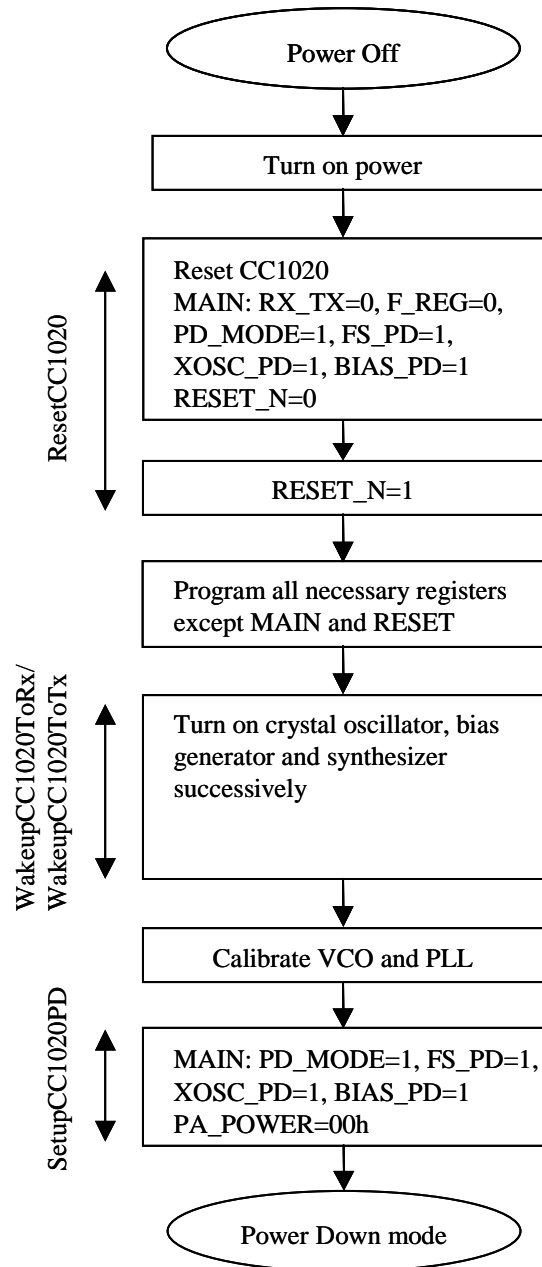 Power Off
Turn on power
ResetCC1020
Reset CC1020
MAIN: RX_TX=0, F_REG=0,
PD_MODE=1, FS_PD=1,
XOSC_PD=1, BIAS_PD=1
RESET_N=0
RESET_N=1
Program all necessary registers
except MAIN and RESET
WakeupCC1020ToRx/
WakeupCC1020ToTx
Turn on crystal oscillator, bias
generator and synthesizer
successively
Calibrate VCO and PLL
SetupCC1020PD
MAIN: PD_MODE=1, FS_PD=1,
XOSC_PD=1, BIAS_PD=1
PA_POWER=00h
Power Down mode